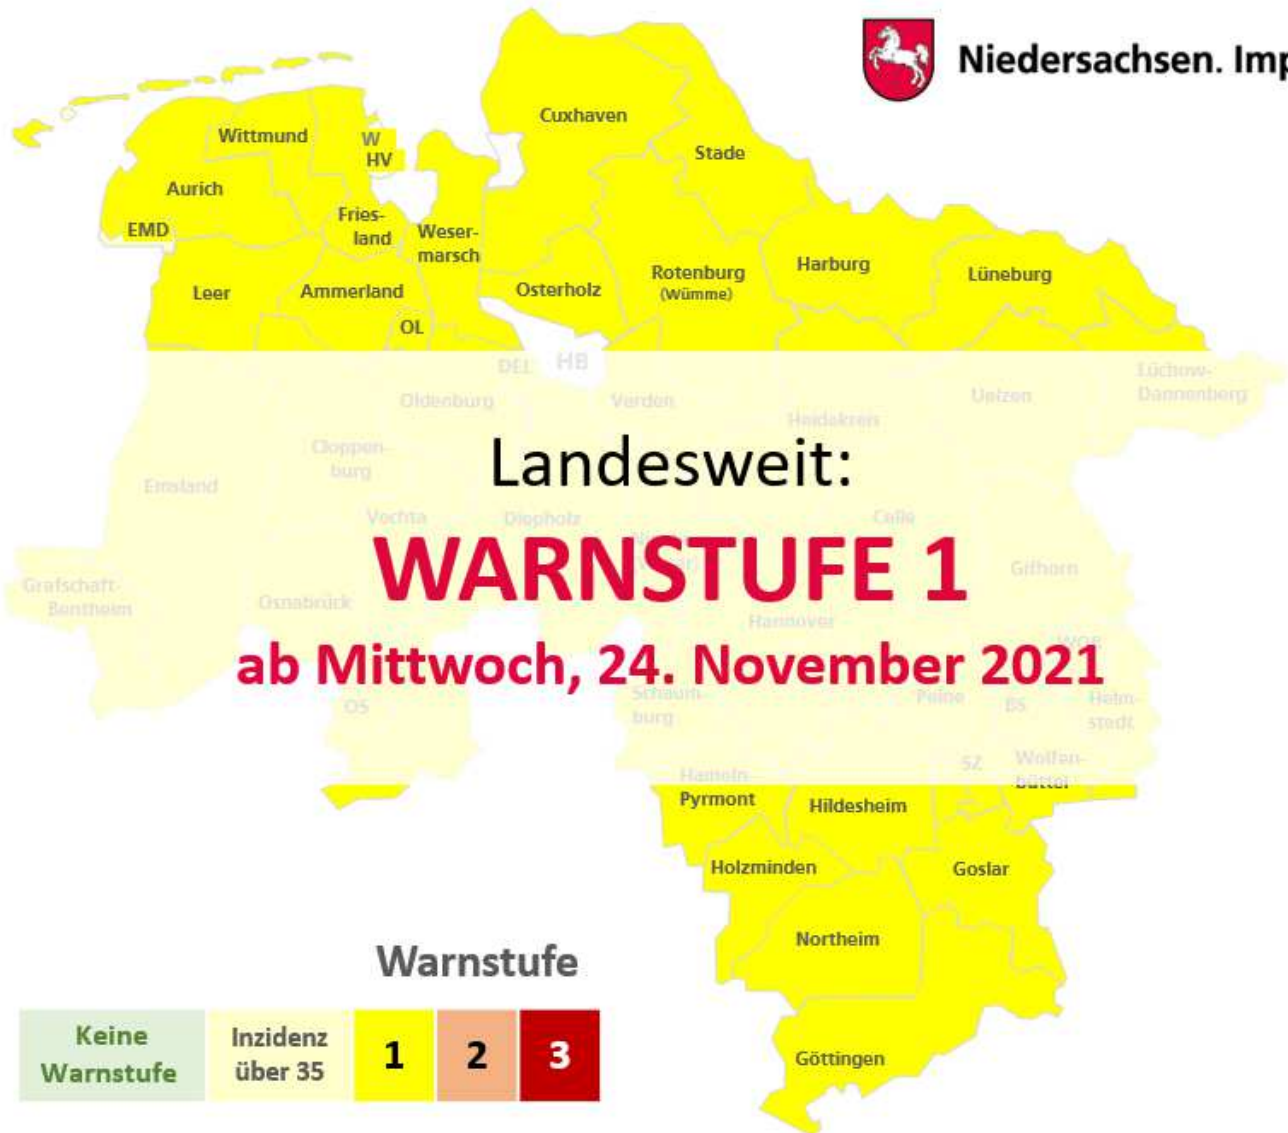 Niedersachsen. Imp
Cuxhaven
Wittmund
W
HV
Stade
Aurich
EMD
Fries-
land
Weser-
marsch
Leer
Ammerland
OL
Osterholz
Rotenburg
(Wümme)
Harburg
Lüneburg
DEL
HB
Oldenburg
Verden
Heidekreis
Uelzen
Lüchow-
Dannenberg
Cloppen-
burg
Emsland
Landesweit:
Vechta
Diepholz
Celle
WARNSTUFE 1
Gifhorn
Grafschaft-
Bentheim
Osnabrück
Hannover
WOB
ab Mittwoch, 24. November 2021
OS
Schaum-
burg
Peine
BS
Helm-
stedt
SZ
Wolfen-
büttel
Hameln-
Pyrmont
Hildesheim
Holzminden
Goslar
Northeim
Göttingen
Warnstufe
Keine
Warnstufe
Inzidenz
über 35
1
2
3